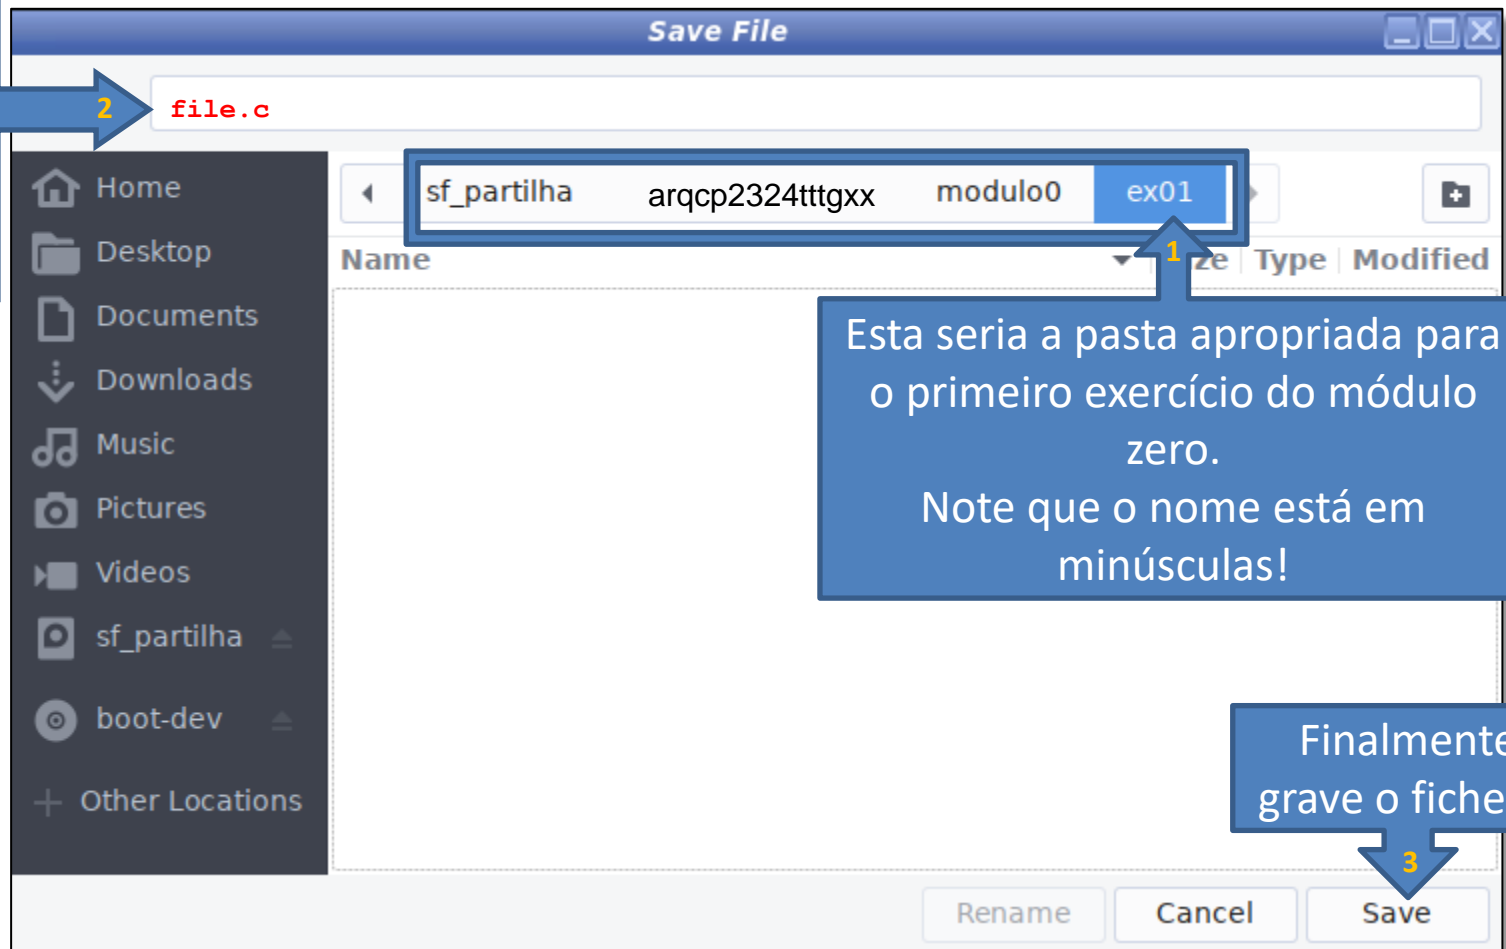 Save File
2
file.c
Home
Desktop
Documents
Downloads
Music
Pictures
Videos
sf_partilha
boot-dev
Other Locations
sf_partilha arqcp2324tttgxx modulo0 ex01
Name Type Modified
1
Esta seria a pasta apropriada para
o primeiro exercício do módulo
zero.
Note que o nome está em
minúsculas!
Finalmente
grave o fiche
3
Rename Cancel Save